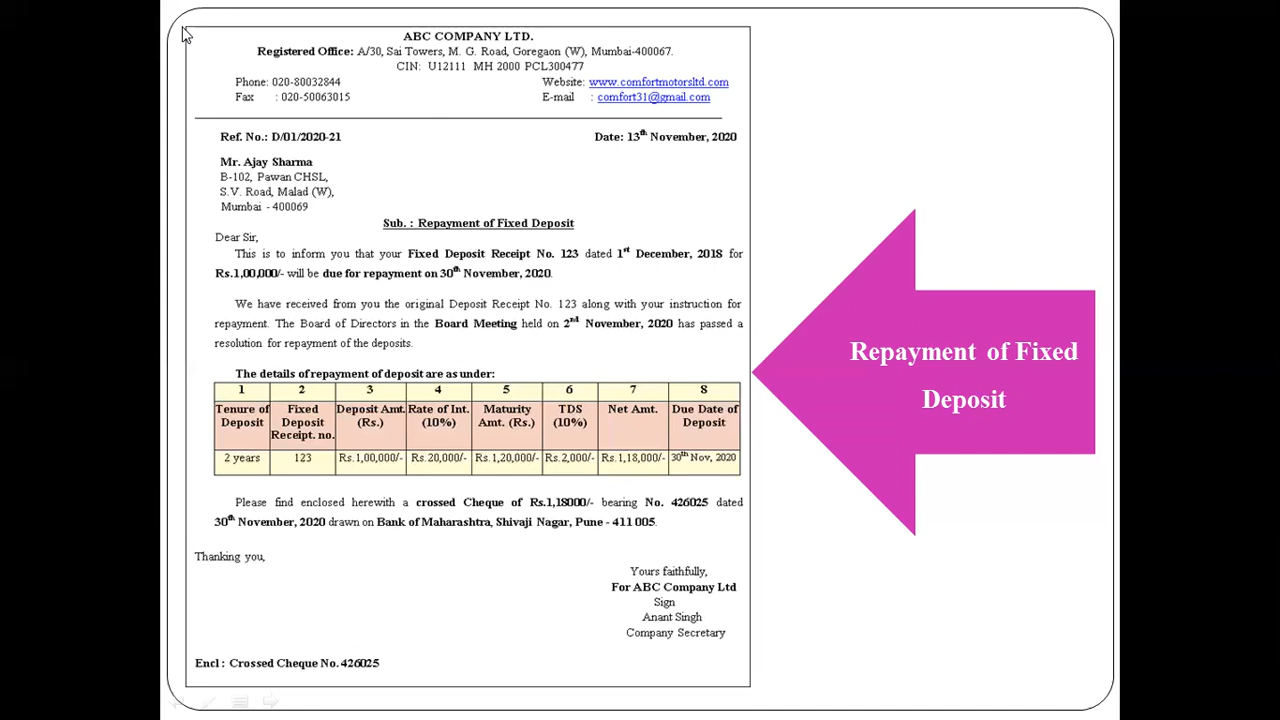 ABC COMPANY LTD.
Registered Office: A/30, Sai Towers, M. G. Road, Goregaon (W), Mumbai-400067.
CIN: U12111 MH 2000 PCL300477
Phone: 020-80032844 Website: www.comfortmotorsltd.com
Fax : 020-50063015 E-mail : comfort31@gmail.com
Ref. No.: D/01/2020-21 Date: 13th November, 2020
Mr. Ajay Sharma
B-102, Pawan CHSL,
S.V. Road, Malad (W),
Mumbai - 400069
Sub. : Repayment of Fixed Deposit
Dear Sir,
This is to inform you that your Fixed Deposit Receipt No. 123 dated 1st December, 2018 for
Rs.1,00,000/- will be due for repayment on 30th November, 2020.
We have received from you the original Deposit Receipt No. 123 along with your instruction for
repayment. The Board of Directors in the Board Meeting held on 2nd November, 2020 has passed a
resolution for repayment of the deposits.
The details of repayment of deposit are as under:
1 2 3 4 5 6 7 8
Tenure of Deposit Fixed Deposit Receipt. no. Deposit Amt. (Rs.) Rate of Int. (10%) Maturity Amt. (Rs.) TDS (10%) Net Amt. Due Date of Deposit
2 years 123 Rs.1,00,000/- Rs.20,000/- Rs.1,20,000/- Rs.2,000/- Rs.1,18,000/- 30th Nov, 2020
Please find enclosed herewith a crossed Cheque of Rs.1,18000/- bearing No. 426025 dated
30th November, 2020 drawn on Bank of Maharashtra, Shivaji Nagar, Pune - 411 005.
Thanking you,
Yours faithfully,
For ABC Company Ltd
Sign
Anant Singh
Company Secretary
Encl : Crossed Cheque No. 426025
Repayment of Fixed
Deposit